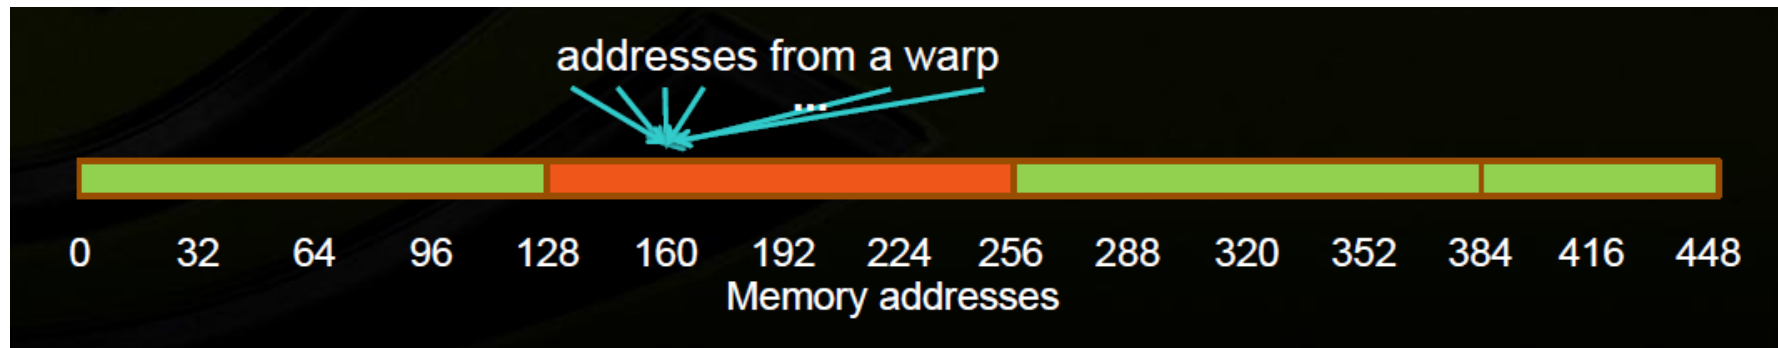 addresses from a warp
...
0 32 64 96 128 160 192 224 256 288 320 352 384 416 448
Memory addresses